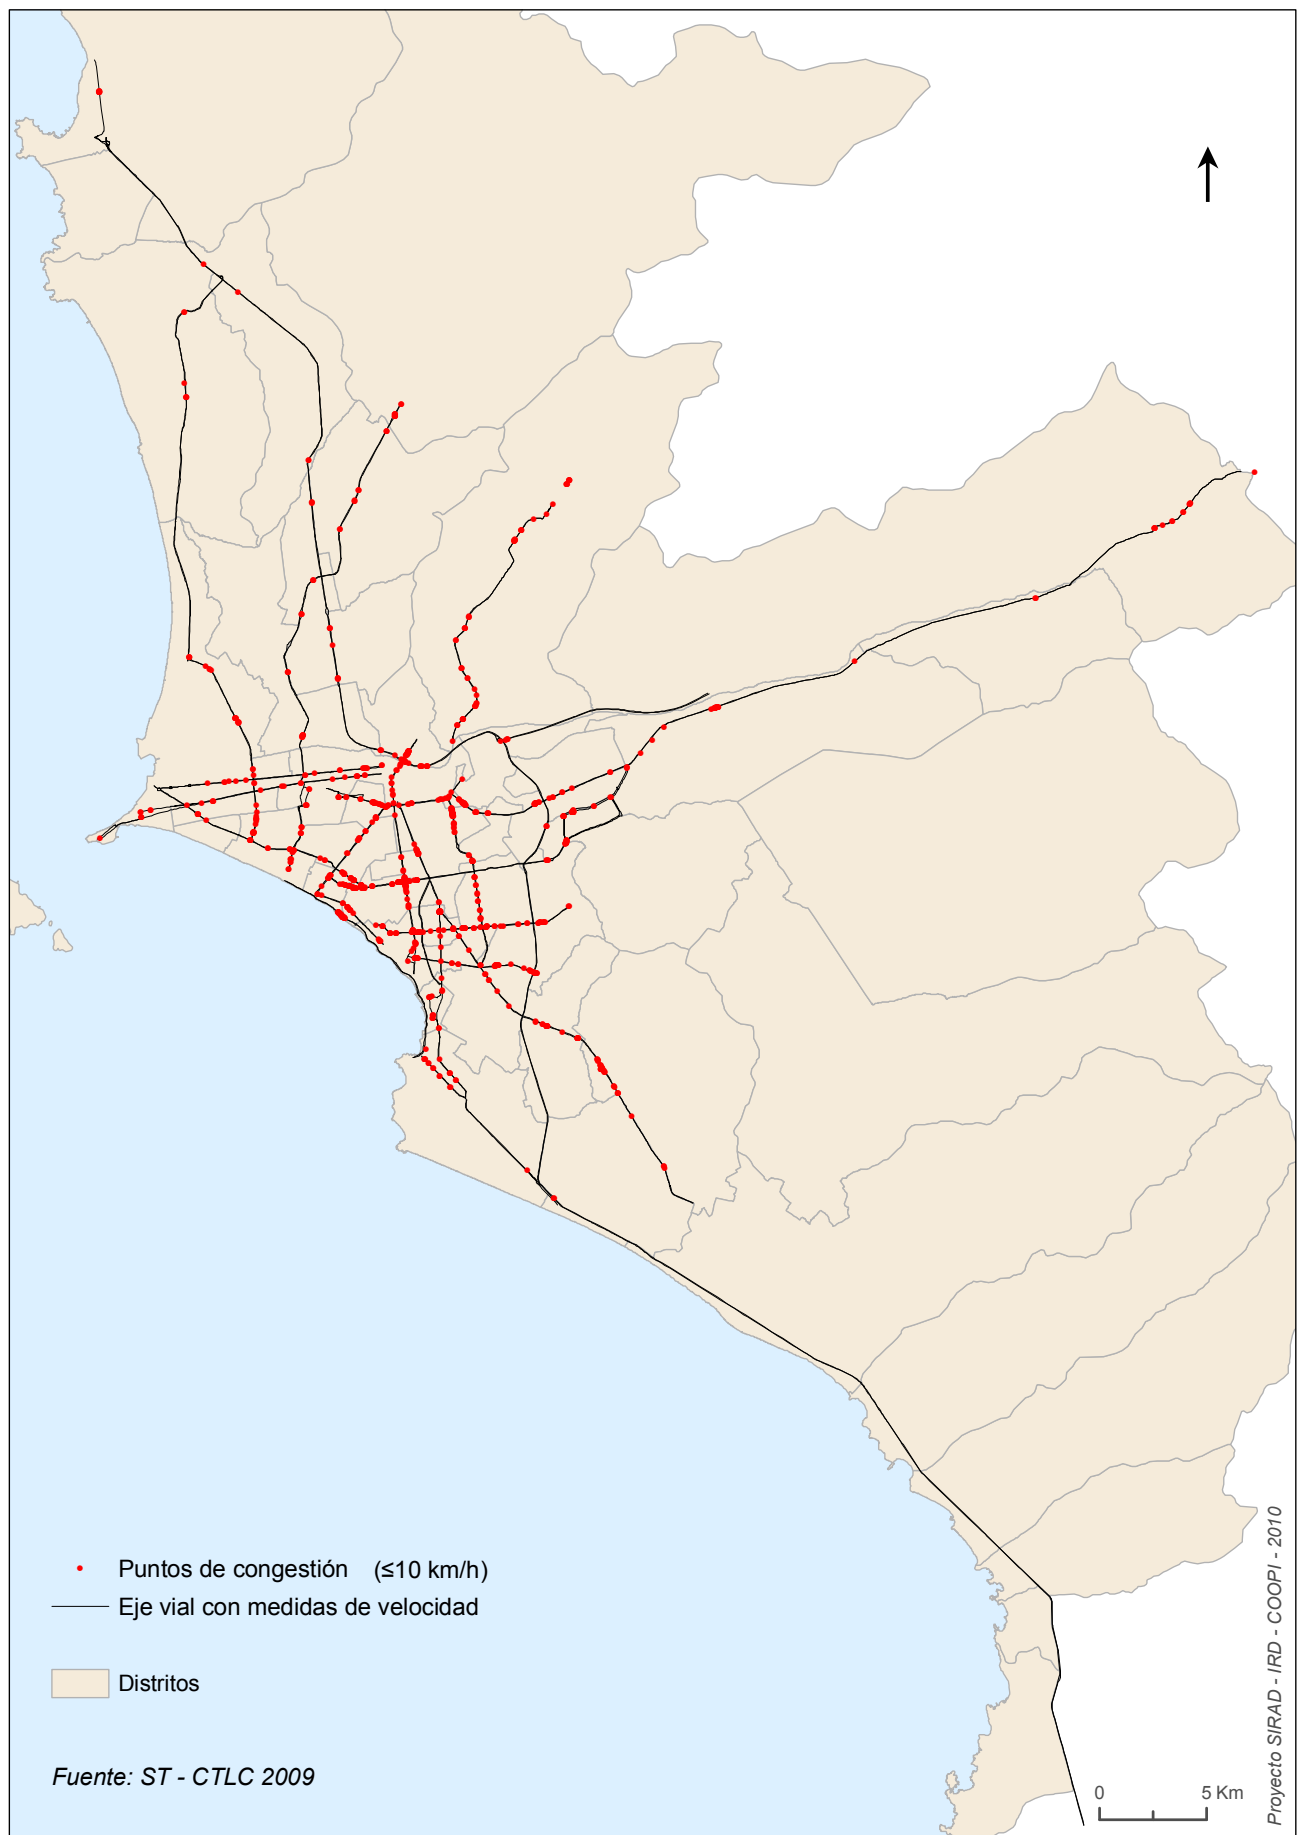 Puntos de congestión (≤10 km/h)
Eje vial con medidas de velocidad
Distritos
Fuente: ST - CTLC 2009
0 5 Km
Proyecto SIRAD - IRD - COOPI - 2010